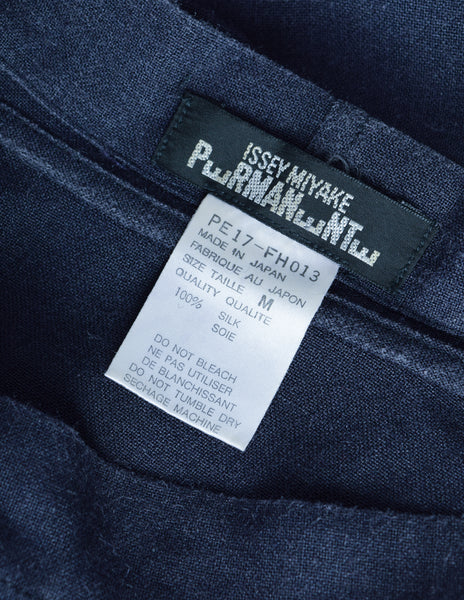 ISSEY MIYAKE
PERMANENTE
PE17-FH013
MADE IN JAPAN
FABRIQUE AU JAPON
SIZE TAILLE M
QUALITY QUALITE
100% SILK
SOIE
DO NOT BLEACH
NE PAS UTILISER
DE BLANCHISSANT
DO NOT TUMBLE DRY
SECHAGE MACHINE